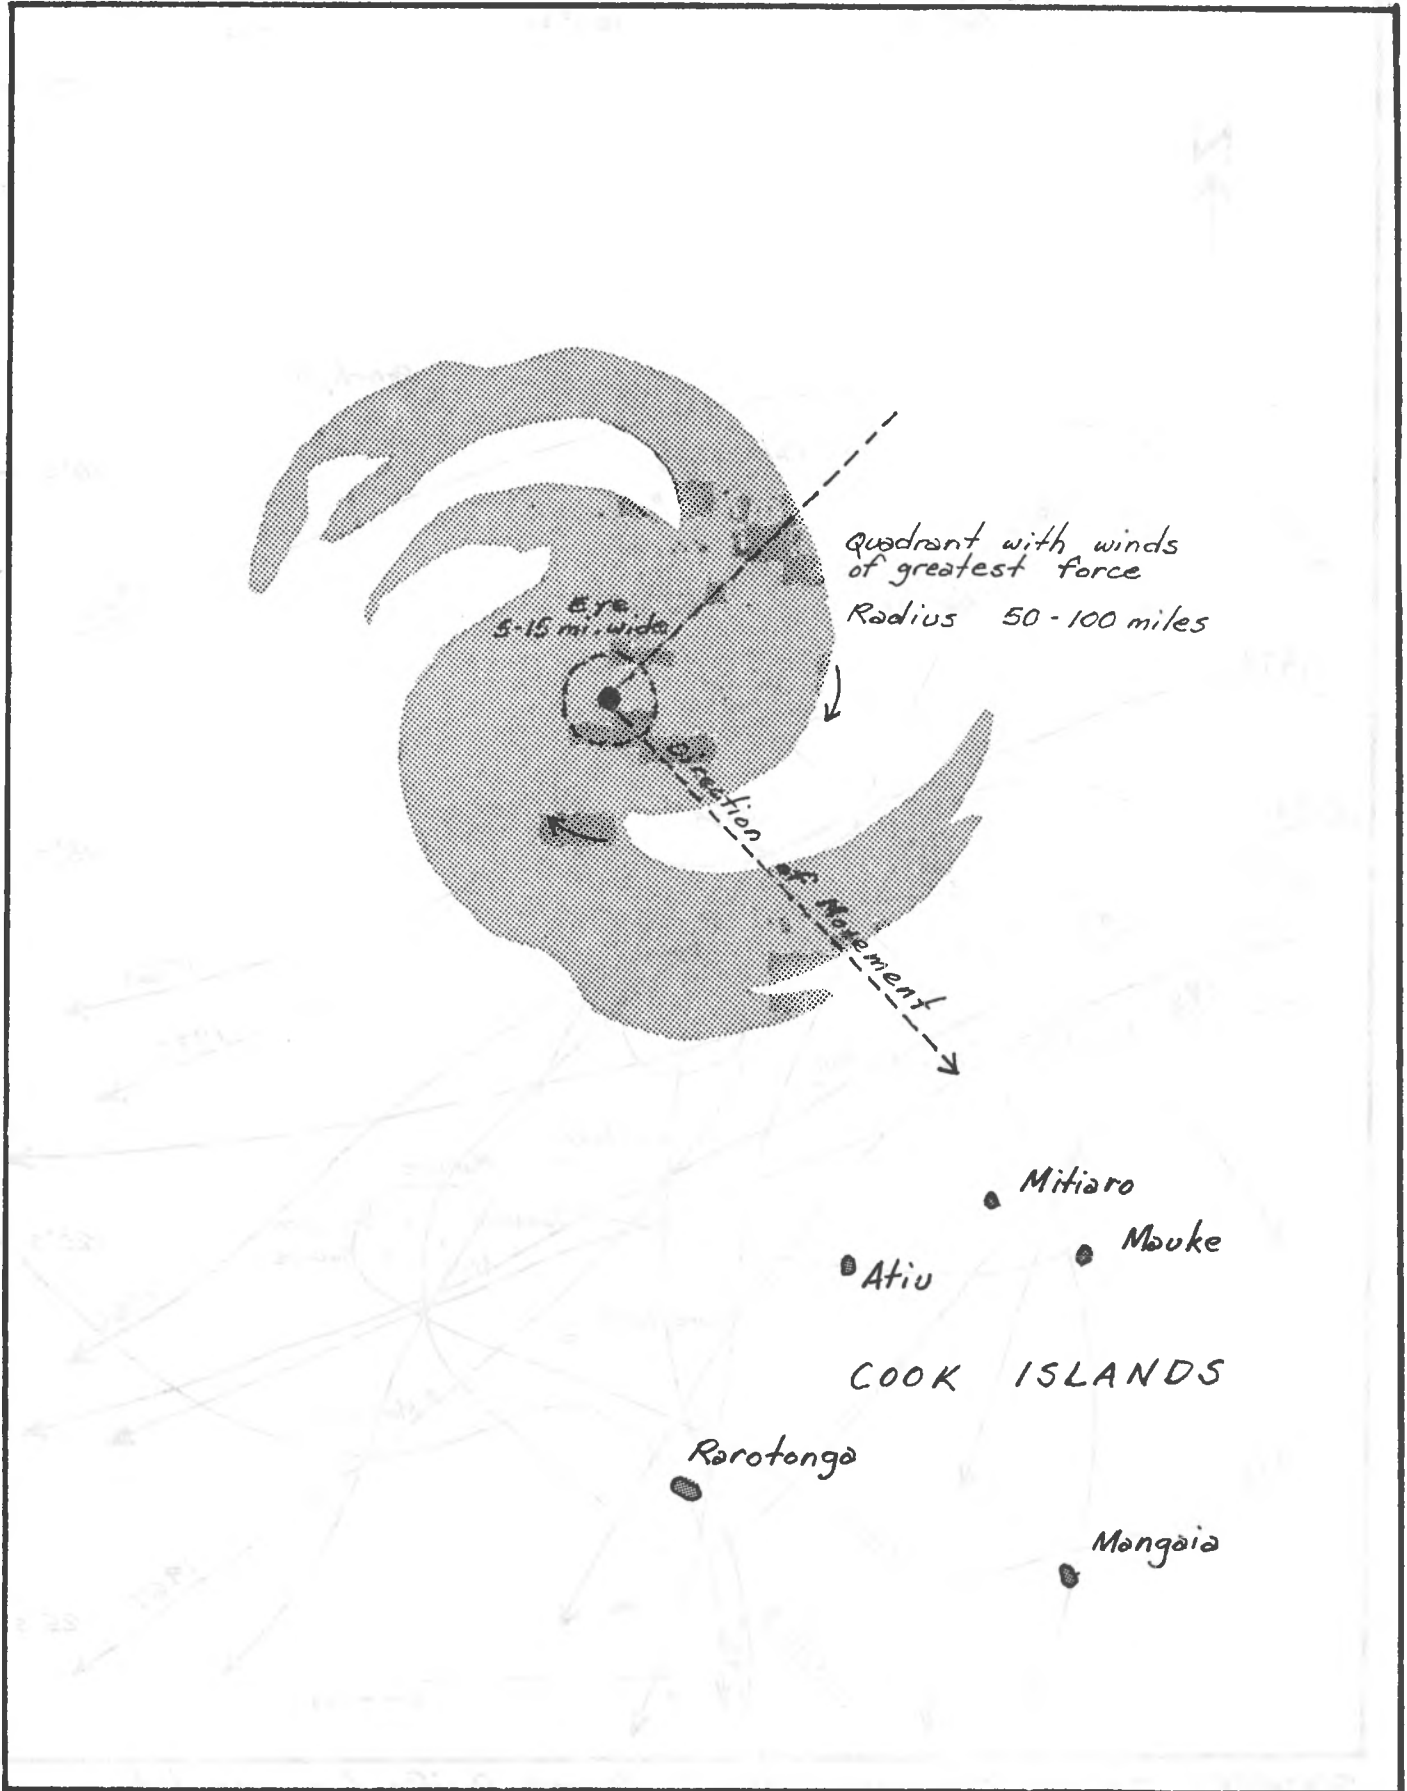 Quadrant with winds
of greatest force
Radius 50-100 miles
Eye
5-15 mi. wide
Direction of Movement
Mitiaro
Mauke
Atiu
COOK ISLANDS
Rarotonga
Mangaia